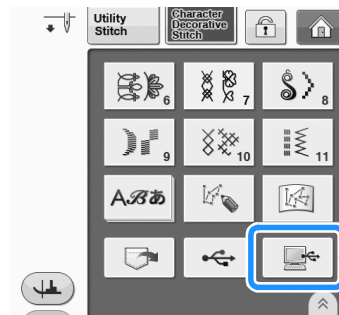 Utility
Stitch
Character
Decorative
Stitch
6
7
8
9
10
11
ABあ